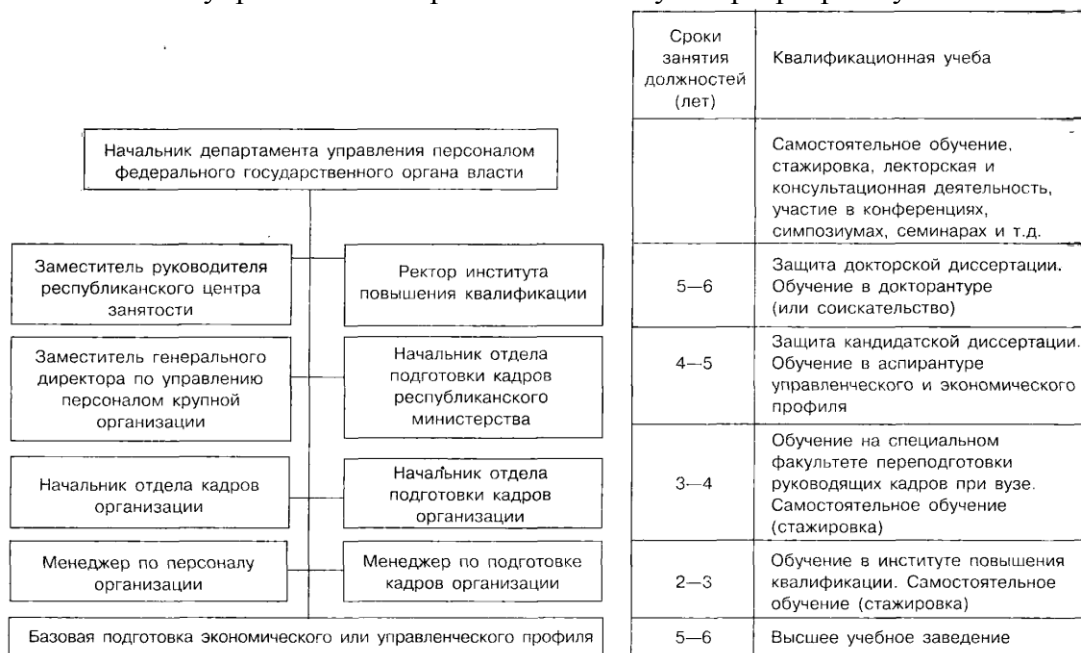 Сроки
занятия
должностей
(лет)
Квалификационная учеба
Начальник департамента управления персоналом
федерального государственного органа власти
Самостоятельное обучение,
стажировка, лекторская и
консультационная деятельность,
участие в конференциях,
симпозиумах, семинарах и т.д.
Заместитель руководителя
республиканского центра
занятости
Ректор института
повышения квалификации
5—6
Защита докторской диссертации.
Обучение в докторантуре
(или соискательство)
Заместитель генерального
директора по управлению
персоналом крупной
организации
Начальник отдела
подготовки кадров
республиканского
министерства
4—5
Защита кандидатской диссертации.
Обучение в аспирантуре
управленческого и экономического
профиля
Начальник отдела кадров
организации
Начальник отдела
подготовки кадров
организации
3—4
Обучение на специальном
факультете переподготовки
руководящих кадров при вузе.
Самостоятельное обучение
(стажировка)
Менеджер по персоналу
организации
Менеджер по подготовке
кадров организации
2—3
Обучение в институте повышения
квалификации. Самостоятельное
обучение (стажировка)
Базовая подготовка экономического или управленческого профиля
5—6
Высшее учебное заведение